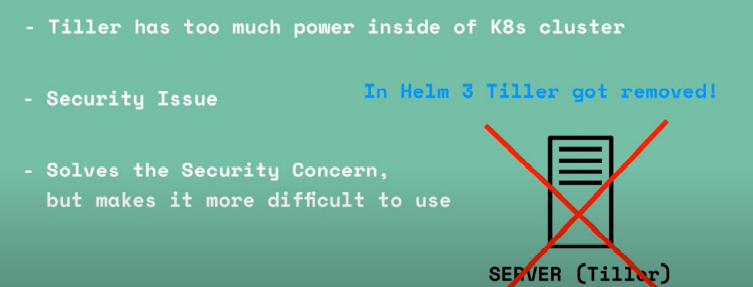 - Tiller has too much power inside of K8s cluster
In Helm 3 Tiller got removed!
- Security Issue
- Solves the Security Concern,
but makes it more difficult to use
SERVER (Tiller)